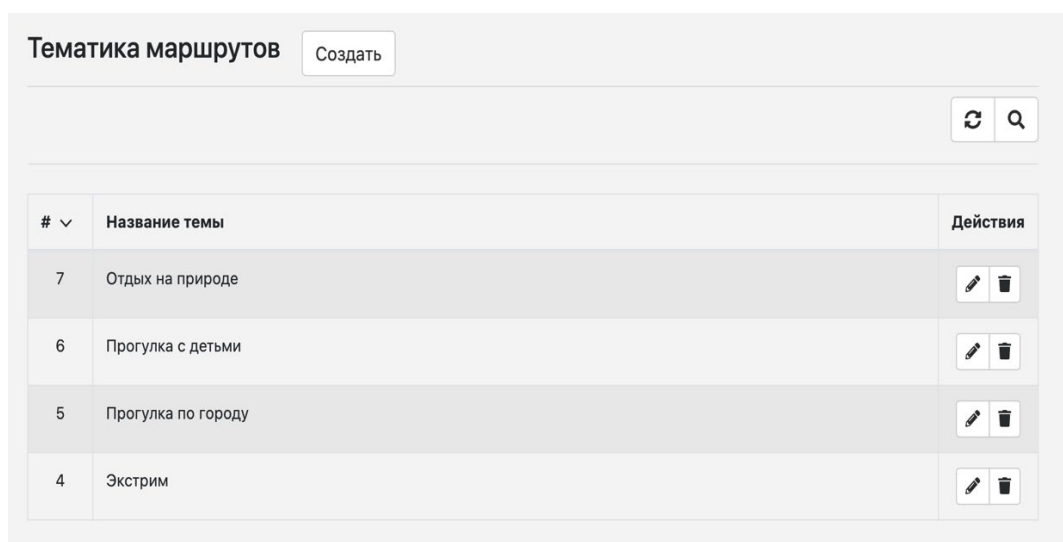 Тематика маршрутов Создать
# Название темы Действия
7 Отдых на природе
6 Прогулка с детьми
5 Прогулка по городу
4 Экстрим